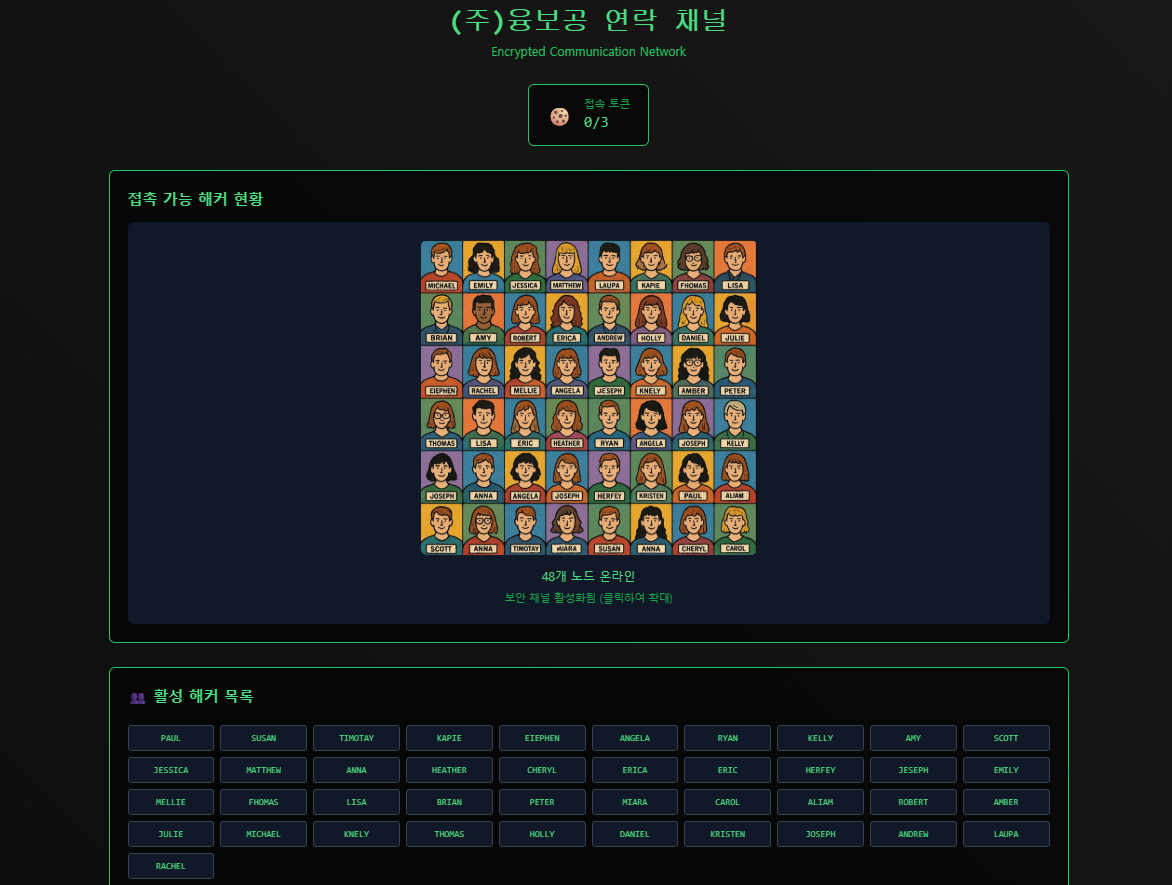 (주)융보공 연락 채널
Encrypted Communication Network
접속 토큰
0/3
접촉 가능 해커 현황
MICHAEL EMILY JESSICA MATTHEW LAUPA KAPIE FHOMAS LISA
BRIAN AMY ROBERT ERICA ANDREW HOLLY DANIEL JULIE
EIEPHEN RACHEL MELLIE ANGELA JESEPH KNELY AMBER PETER
THOMAS LISA ERIC HEATHER RYAN ANGELA JOSEPH KELLY
JOSEPH ANNA ANGELA JOSEPH HERFEY KRISTEN PAUL ALIAM
SCOTT ANNA TIMOTAY MIARA SUSAN ANNA CHERYL CAROL
48개 노드 온라인
보안 채널 활성화됨 (클릭하여 확대)
활성 해커 목록
PAUL SUSAN TIMOTAY KAPIE EIEPHEN ANGELA RYAN KELLY AMY SCOTT
JESSICA MATTHEW ANNA HEATHER CHERYL ERICA ERIC HERFEY JESEPH EMILY
MELLIE FHOMAS LISA BRIAN PETER MIARA CAROL ALIAM ROBERT AMBER
JULIE MICHAEL KNELY THOMAS HOLLY DANIEL KRISTEN JOSEPH ANDREW LAUPA
RACHEL